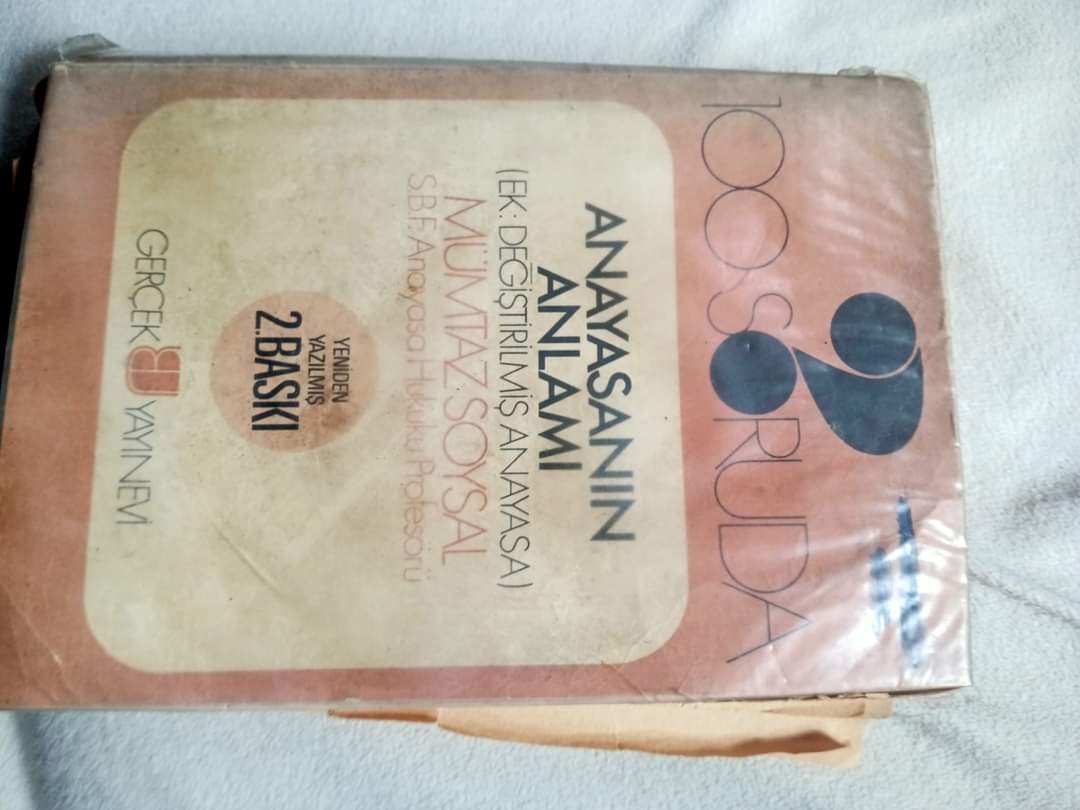 100 SORUDA
ANAYASANIN
ANLAMI
(EK: DEĞİŞTİRİLMİŞ ANAYASA)
MÜMTAZ SOYSAL
S.B.F. Anayasa Hukuku Profesörü
YENİDEN
YAZILMIŞ
2.BASKI
GERÇEK YAYINEVİ